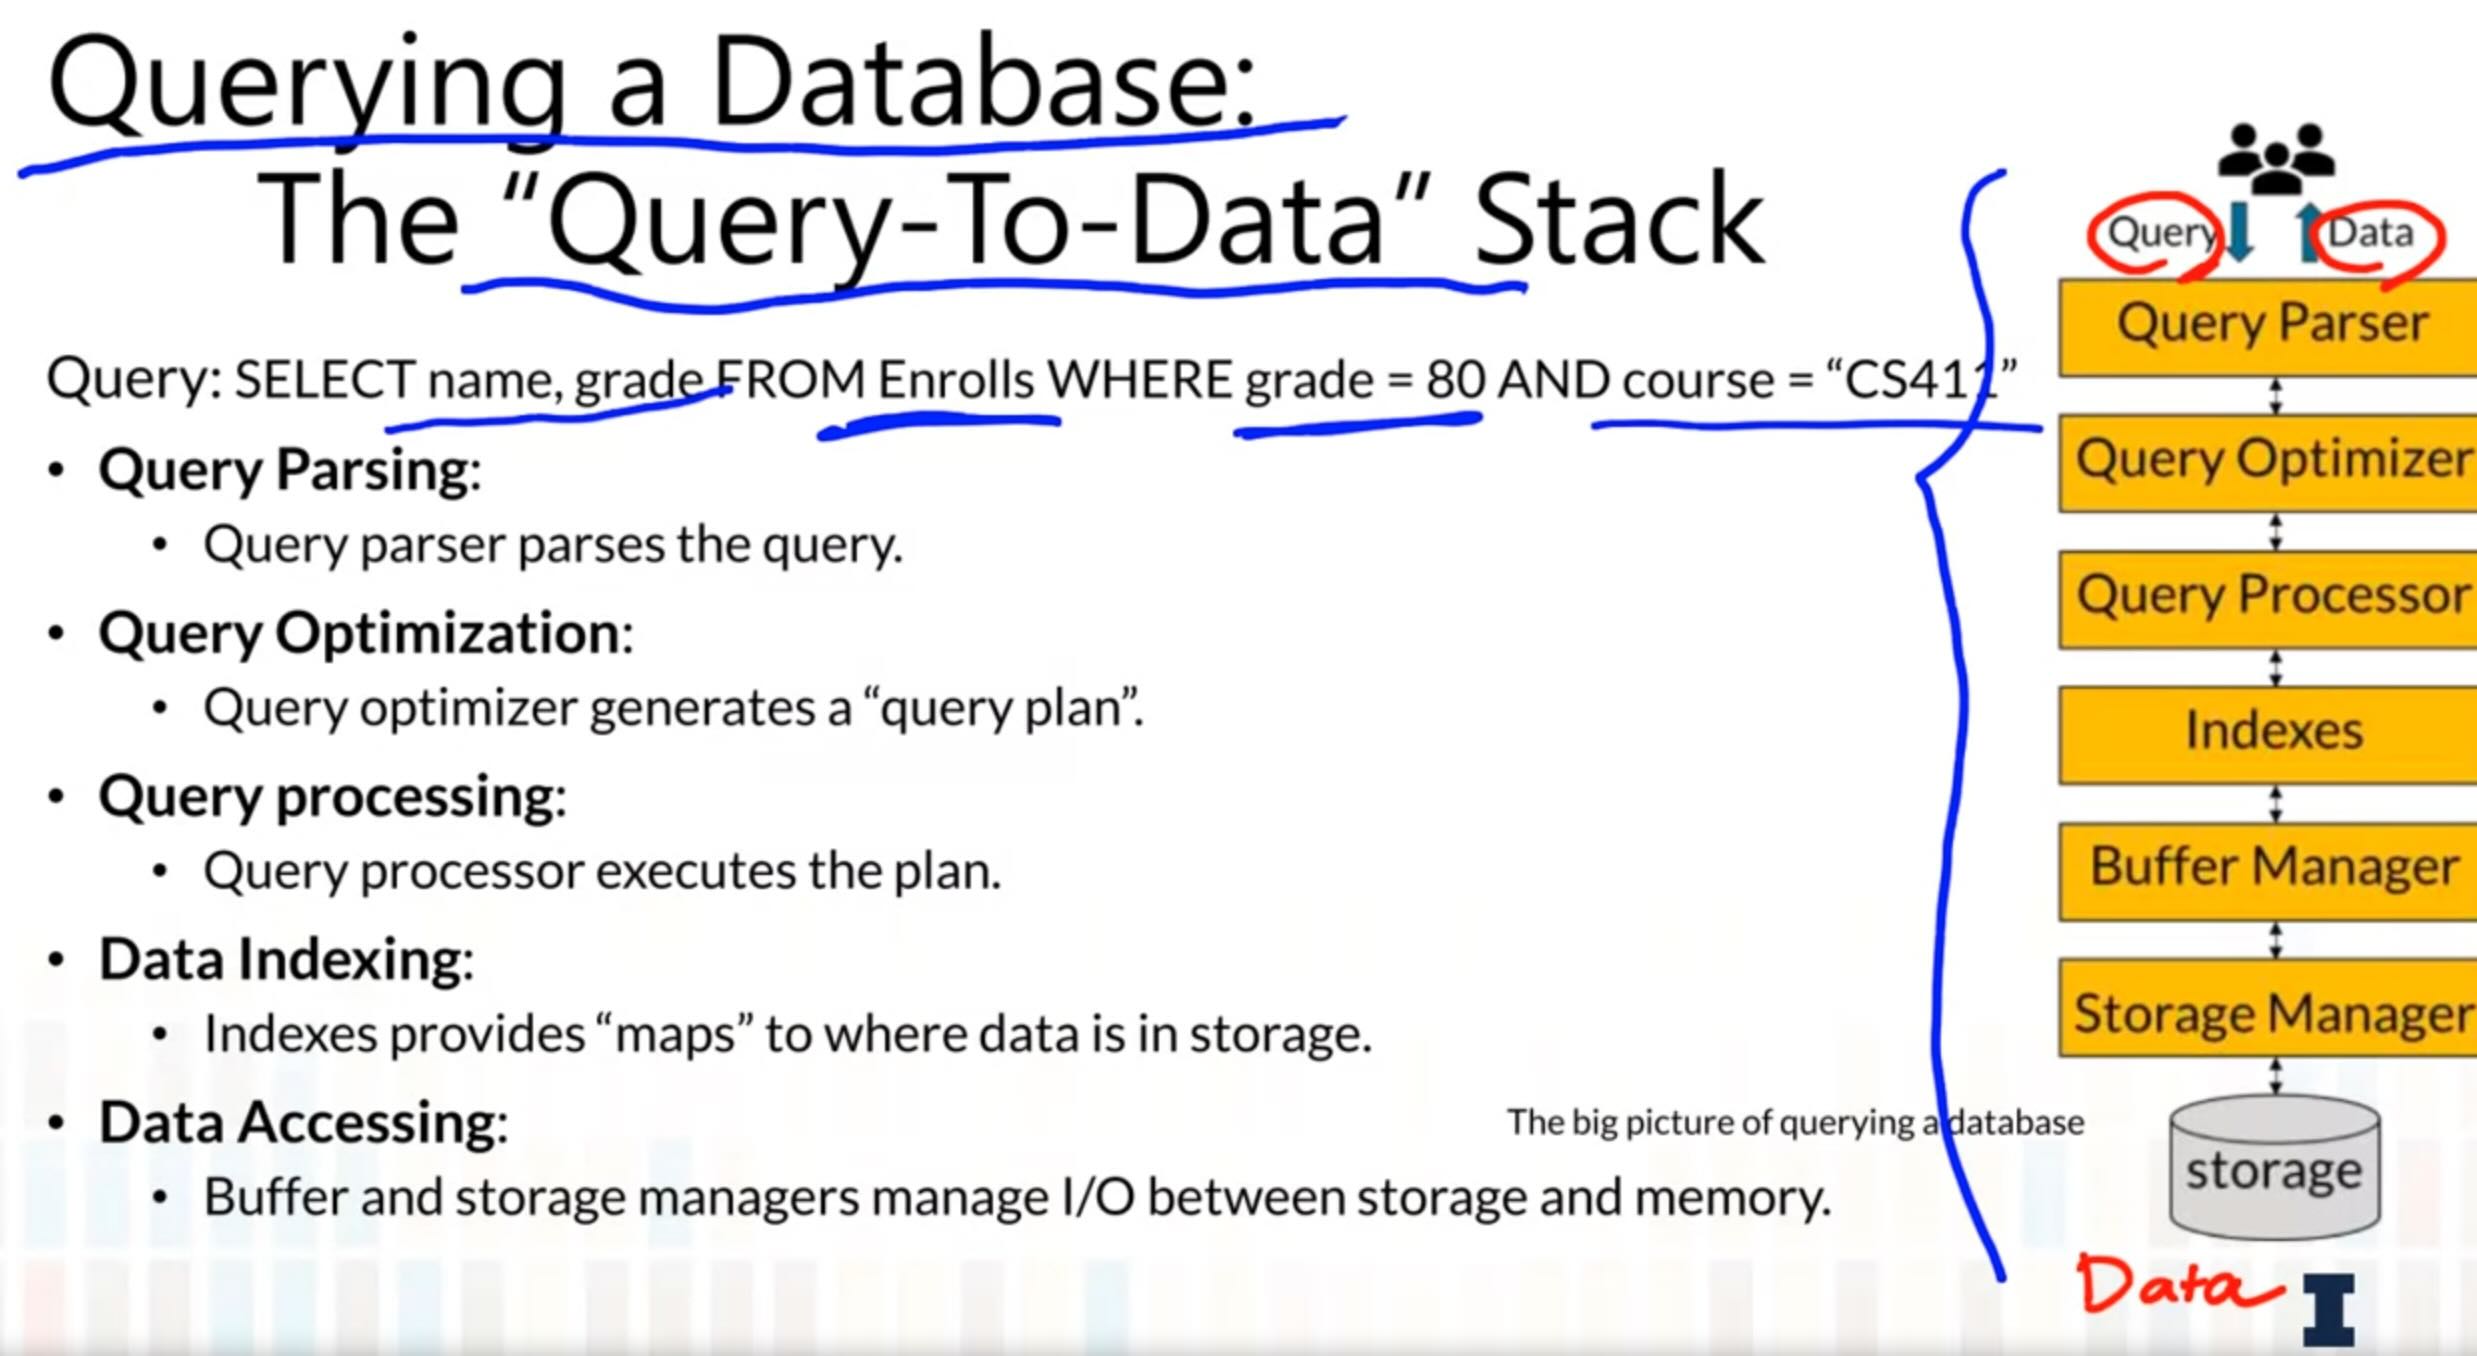 Querying a Database:
The “Query-To-Data” Stack
Query: SELECT name, grade FROM Enrolls WHERE grade = 80 AND course = “CS411”
• Query Parsing:
• Query parser parses the query.
• Query Optimization:
• Query optimizer generates a “query plan”.
• Query processing:
• Query processor executes the plan.
• Data Indexing:
• Indexes provides “maps” to where data is in storage.
• Data Accessing:
• Buffer and storage managers manage I/O between storage and memory.
The big picture of querying a database
Query Data
Query Parser
Query Optimizer
Query Processor
Indexes
Buffer Manager
Storage Manager
storage
Data
I